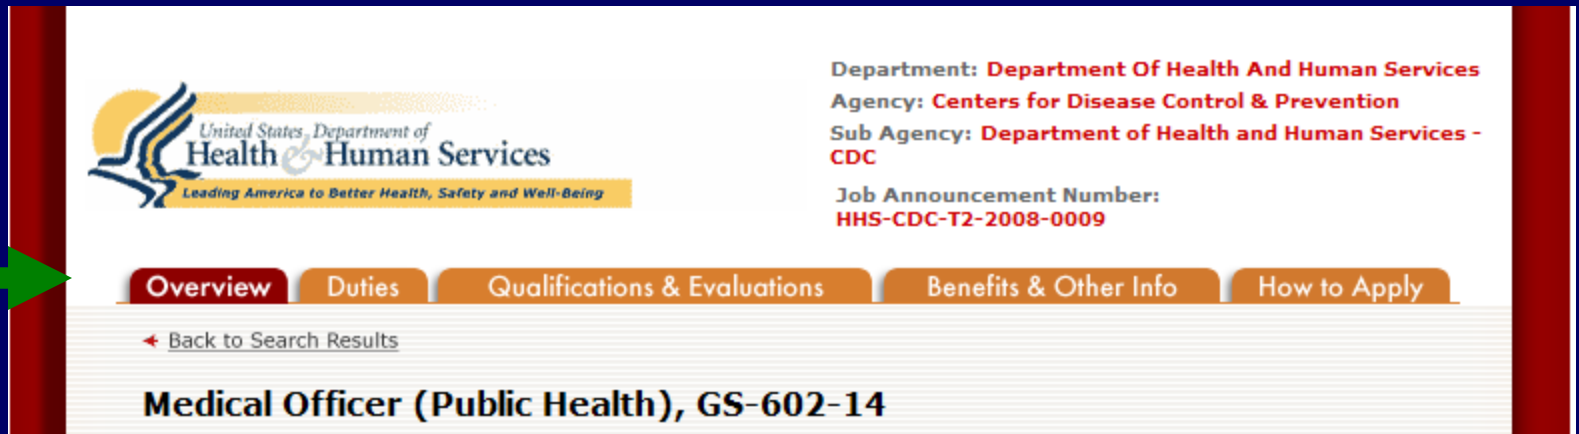 United States Department of
Health & Human Services
Leading America to Better Health, Safety and Well-Being
Department: Department Of Health And Human Services
Agency: Centers for Disease Control & Prevention
Sub Agency: Department of Health and Human Services -
CDC
Job Announcement Number:
HHS-CDC-T2-2008-0009
Overview Duties Qualifications & Evaluations Benefits & Other Info How to Apply
Back to Search Results
Medical Officer (Public Health), GS-602-14